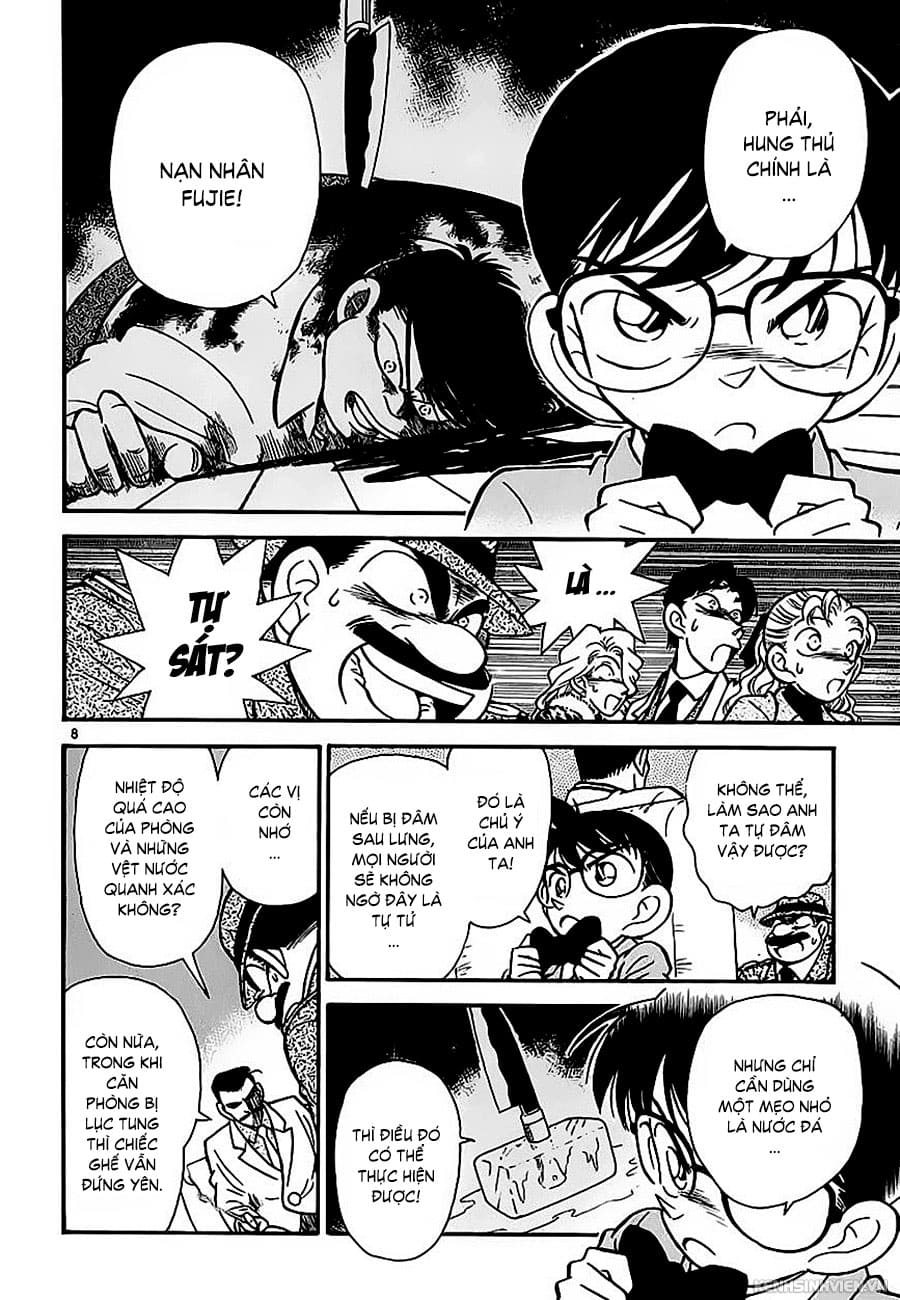 PHẢI,
HUNG THỦ
CHÍNH LÀ
...
NẠN NHÂN
FUJIE!
LÀ ...
TỰ
SÁT?
8
KHÔNG THỂ,
LÀM SAO ANH
TA TỰ ĐÂM
VẬY ĐƯỢC?
ĐÓ LÀ
CHỦ Ý
CỦA ANH
TA!
NẾU BỊ ĐÂM
SAU LƯNG,
MỌI NGƯỜI
SẼ KHÔNG
NGỜ ĐÂY LÀ
TỰ TỬ
...
NHƯNG CHỈ
CẦN DÙNG
MỘT MẸO NHỎ
LÀ NƯỚC ĐÁ
...
THÌ ĐIỀU ĐÓ
CÓ THỂ
THỰC HIỆN
ĐƯỢC!
CÁC VỊ
CÒN
NHỚ
...
NHIỆT ĐỘ
QUÁ CAO
CỦA PHÒNG
VÀ NHỮNG
VỆT NƯỚC
QUANH XÁC
KHÔNG?
CÒN NỮA,
TRONG KHI
CĂN
PHÒNG BỊ
LỤC TUNG
THÌ CHIẾC
GHẾ VẪN
ĐỨNG YÊN.
KENHSINHVIEN.VN